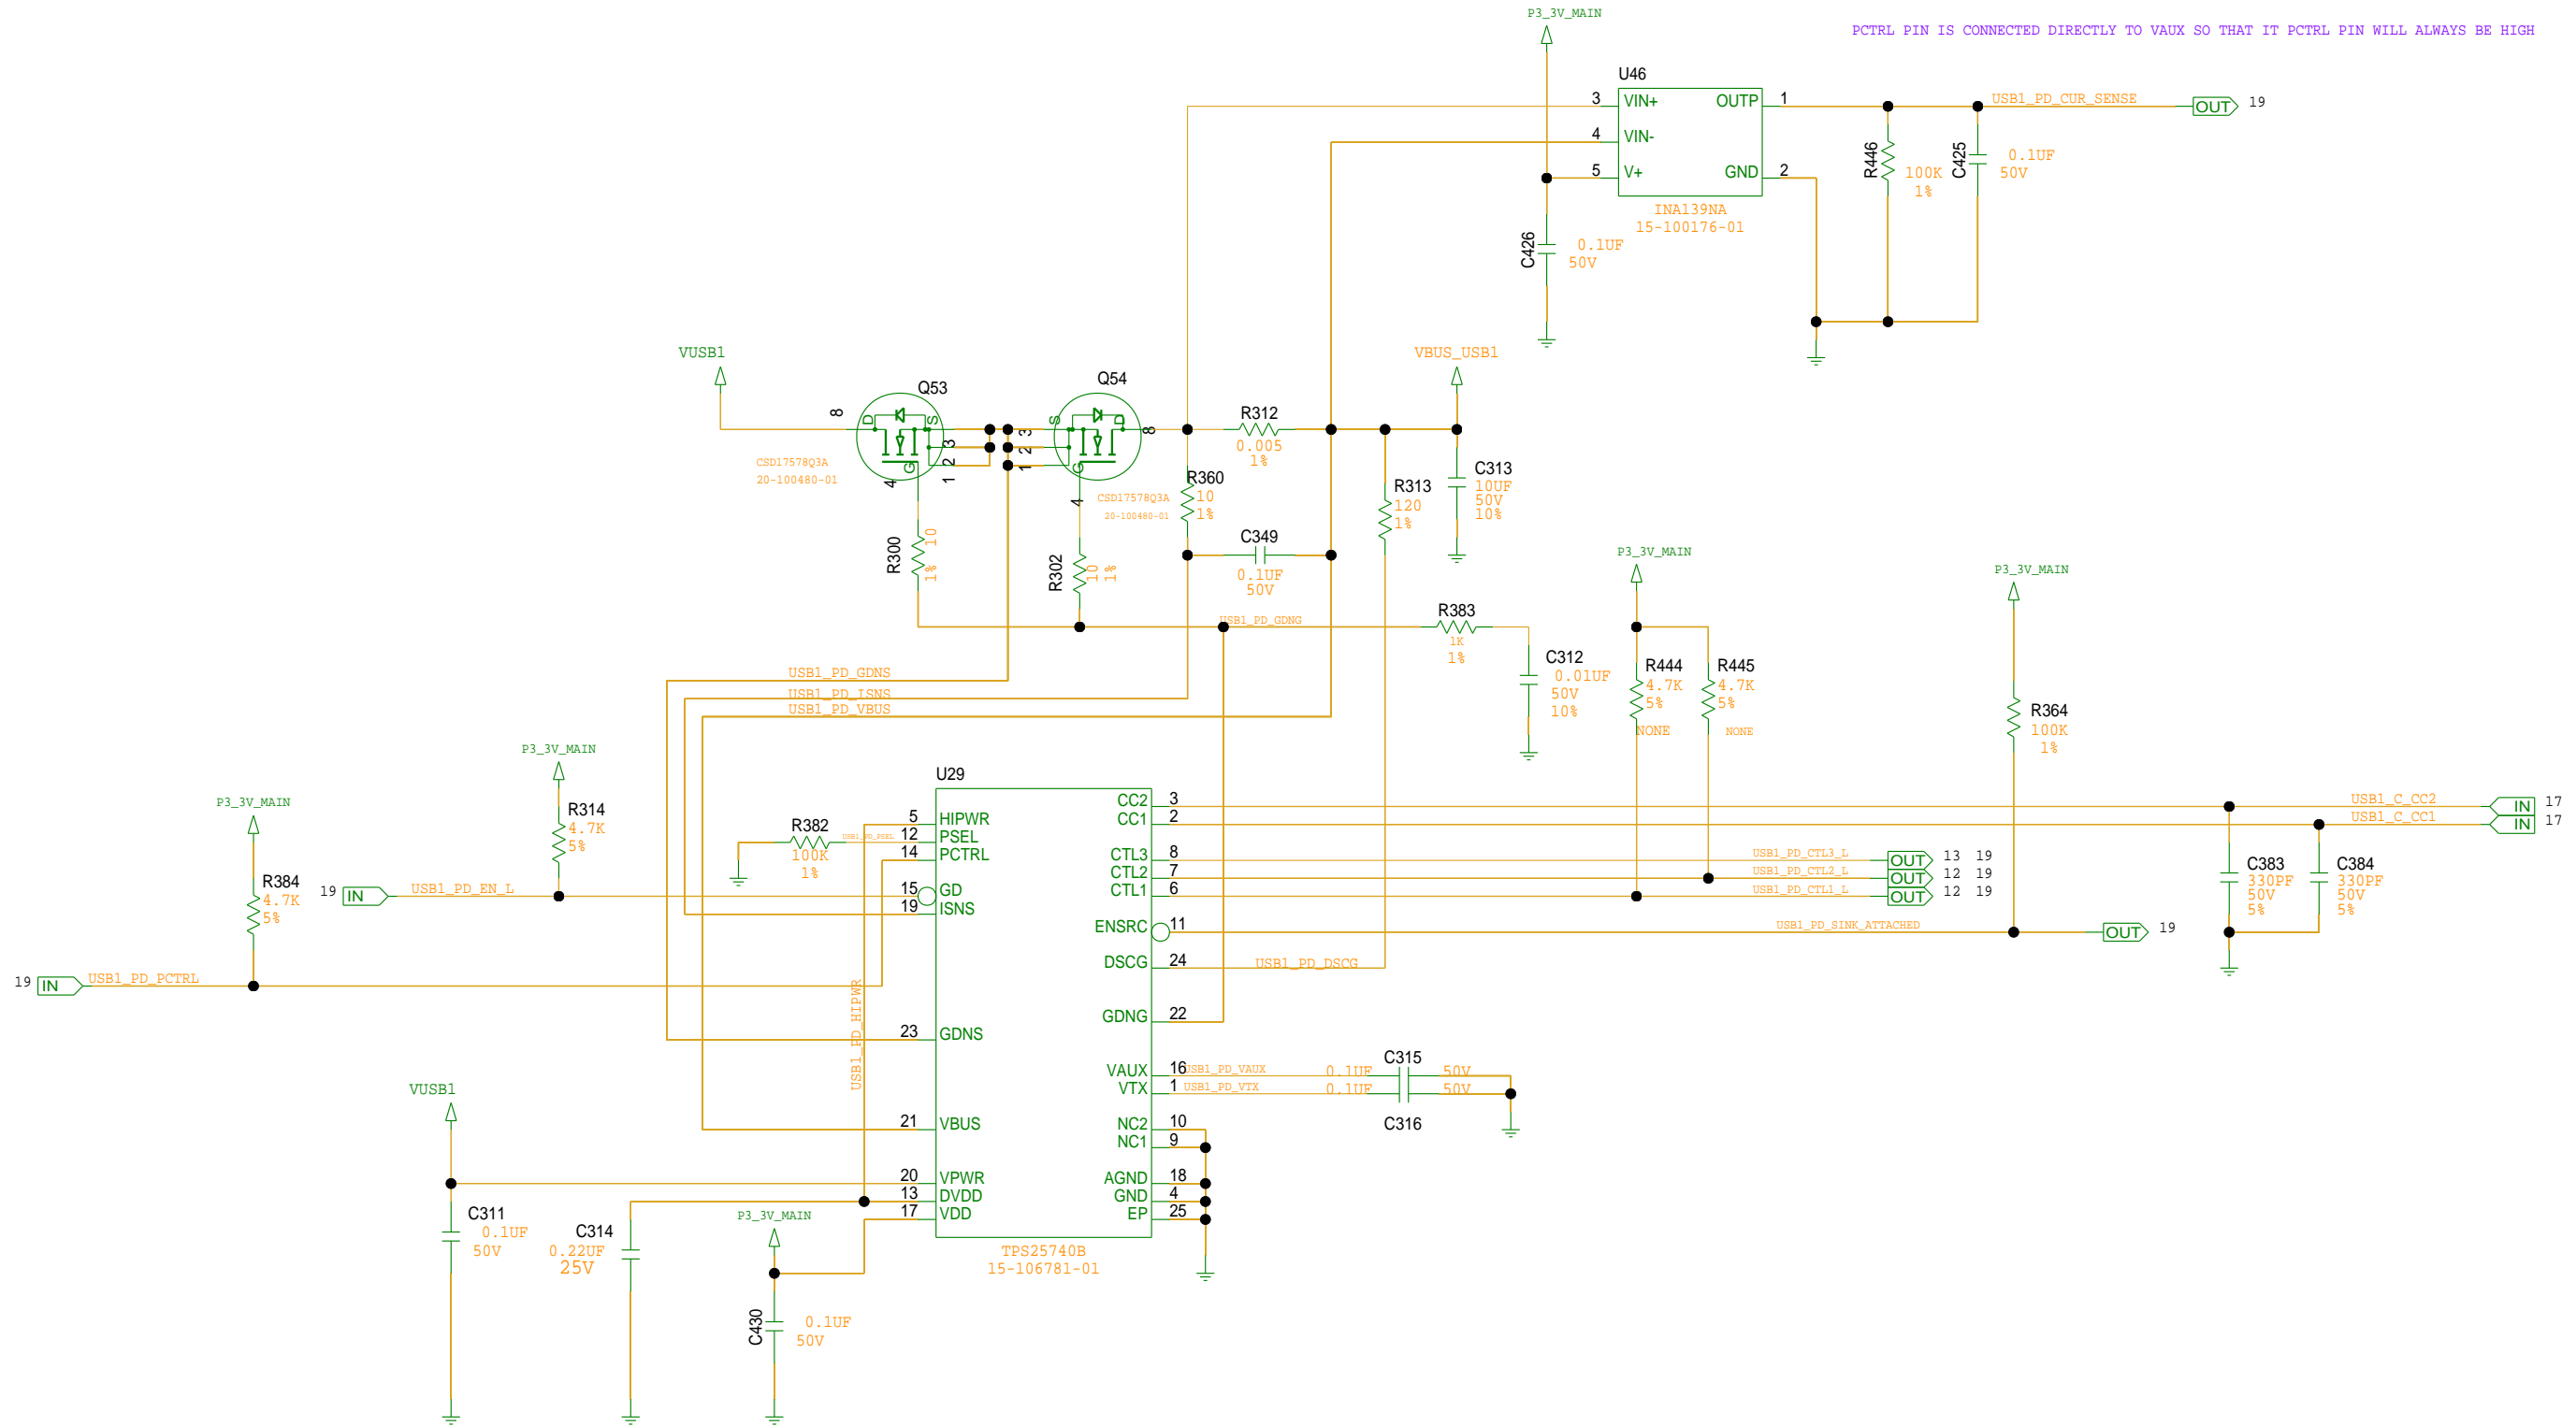 P3_3V_MAIN
PCTRL PIN IS CONNECTED DIRECTLY TO VAUX SO THAT IT PCTRL PIN WILL ALWAYS BE HIGH
U46
3 VIN+ OUTP 1 USB1_PD_CUR_SENSE OUT 19
4 VIN-
5 V+ GND 2
INA139NA
15-100176-01
R446
100K
1%
C425
0.1UF
50V
C426
0.1UF
50V
VUSB1
VBUS_USB1
Q53
8
D
S
G
3
2
1
4
CSD17578Q3A
20-100480-01
Q54
3
2
1
S
D
G
8
4
CSD17578Q3A
20-100480-01
R312
0.005
1%
R360
10
1%
R313
120
1%
C313
10UF
50V
10%
C349
0.1UF
50V
R300
10
1%
R302
10
1%
USB1_PD_GDNG
R383
1K
1%
C312
0.01UF
50V
10%
P3_3V_MAIN
R444
4.7K
5%
NONE
R445
4.7K
5%
NONE
P3_3V_MAIN
R364
100K
1%
USB1_PD_GDNS
USB1_PD_ISNS
USB1_PD_VBUS
P3_3V_MAIN
R314
4.7K
5%
P3_3V_MAIN
R384
4.7K
5%
19 IN USB1_PD_EN_L
19 IN USB1_PD_PCTRL
R382
100K
1%
USB1_PD_PSEL
USB1_PD_HIPWR
U29
5 HIPWR
12 PSEL
14 PCTRL
15 GD
19 ISNS
23 GDNS
21 VBUS
20 VPWR
13 DVDD
17 VDD
CC2 3 USB1_C_CC2 IN 17
CC1 2 USB1_C_CC1 IN 17
CTL3 8 USB1_PD_CTL3_L OUT 13 19
CTL2 7 USB1_PD_CTL2_L OUT 12 19
CTL1 6 USB1_PD_CTL1_L OUT 12 19
ENSRC 11 USB1_PD_SINK_ATTACHED OUT 19
DSCG 24 USB1_PD_DSCG
GDNG 22
VAUX 16 USB1_PD_VAUX 0.1UF C315 50V
VTX 1 USB1_PD_VTX 0.1UF C316 50V
NC2 10
NC1 9
AGND 18
GND 4
EP 25
TPS25740B
15-106781-01
C383
330PF
50V
5%
C384
330PF
50V
5%
VUSB1
C311
0.1UF
50V
C314
0.22UF
25V
P3_3V_MAIN
C430
0.1UF
50V